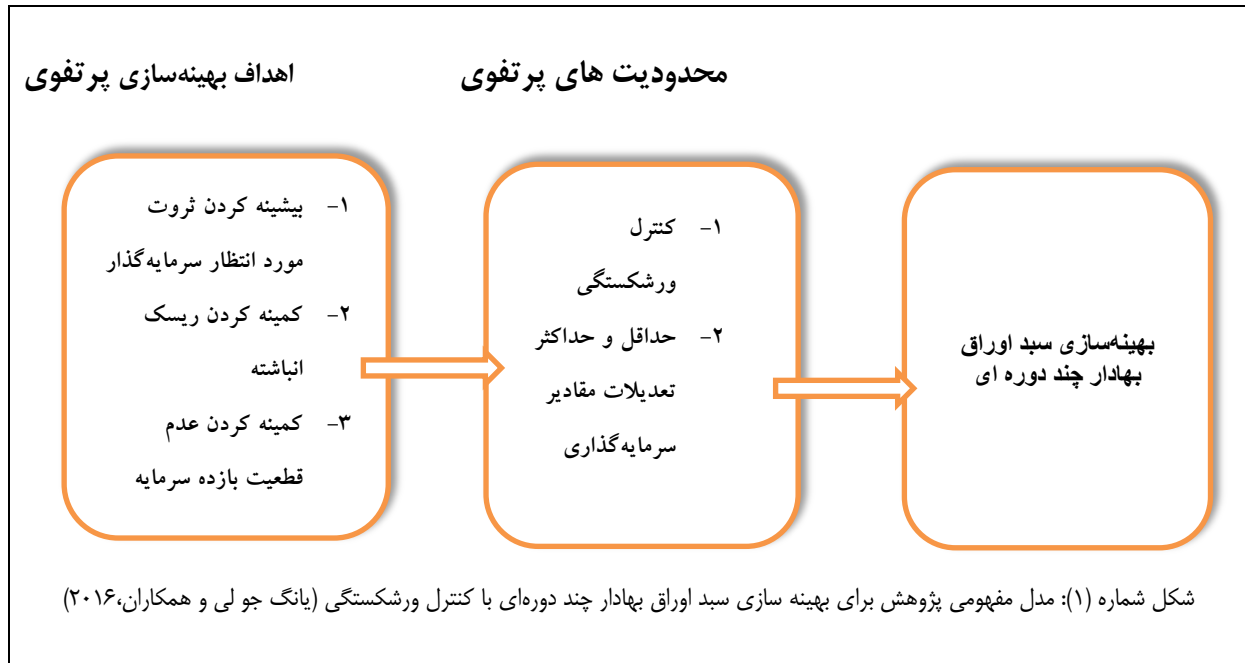 اهداف بهینه‌سازی پرتفوی
۱- بیشینه کردن ثروت
مورد انتظار سرمایه‌گذار
۲- کمینه کردن ریسک
انباشته
۳- کمینه کردن عدم
قطعیت بازده سرمایه
محدودیت های پرتفوی
۱- کنترل
ورشکستگی
۲- حداقل و حداکثر
تعدیلات مقادیر
سرمایه‌گذاری
بهینه‌سازی سبد اوراق
بهادار چند دوره ای
شکل شماره (۱): مدل مفهومی پژوهش برای بهینه سازی سبد اوراق بهادار چند دوره‌ای با کنترل ورشکستگی (یانگ جو لی و همکاران،۲۰۱۶)